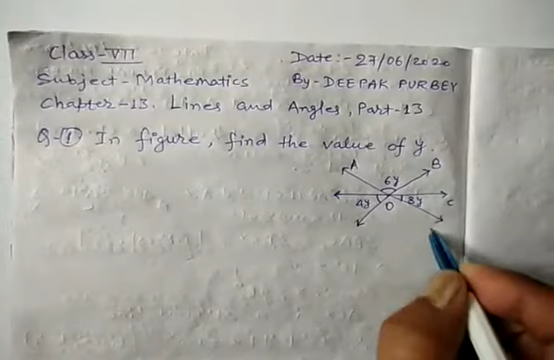 Class-VII
Date:-27/06/2020
Subject-Mathematics
By-DEEPAK PURBEY
Chapter-13. Lines and Angles, Part-13
Q-① In figure, find the value of y.
A
B
6y
4y
O
3y
C